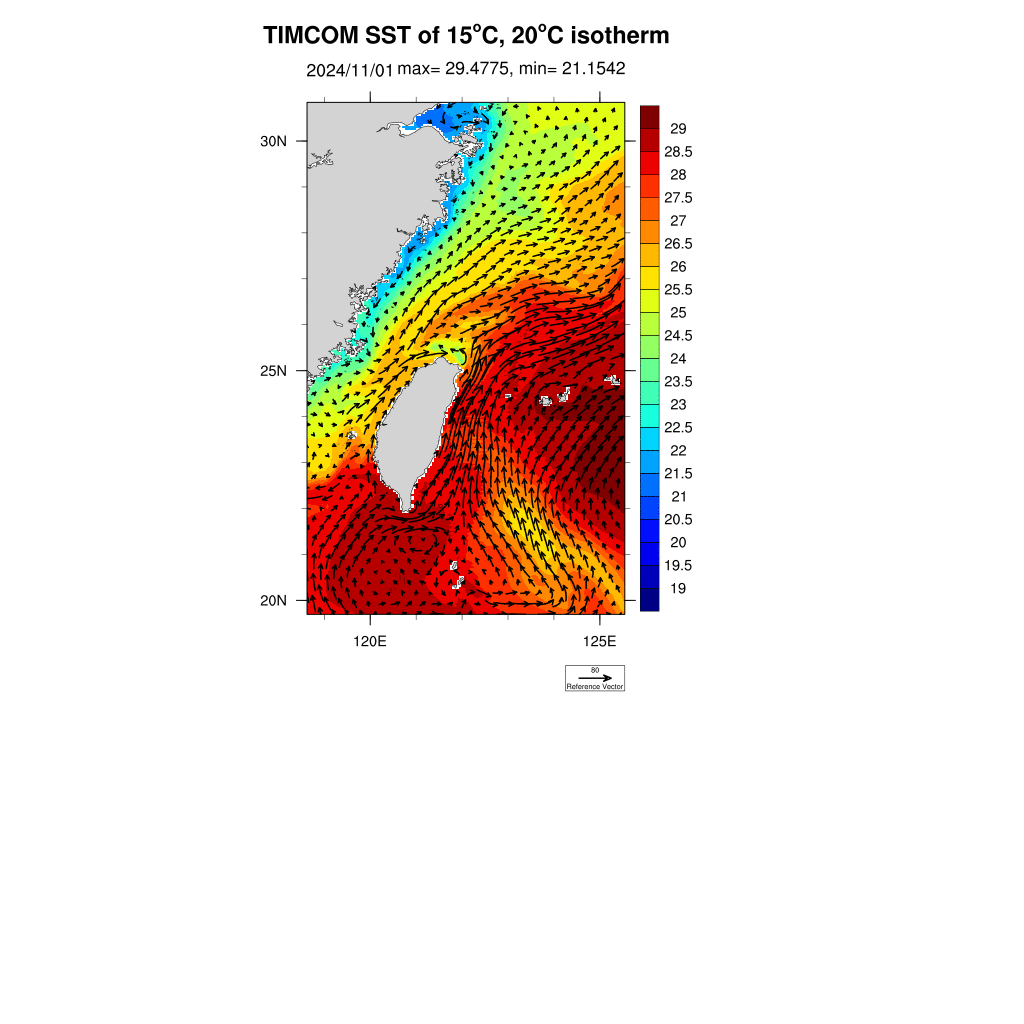 TIMCOM SST of 15°C, 20°C isotherm
2024/11/01 max= 29.4775, min= 21.1542
30N
25N
20N
120E
125E
29
28.5
28
27.5
27
26.5
26
25.5
25
24.5
24
23.5
23
22.5
22
21.5
21
20.5
20
19.5
19
80
Reference Vector